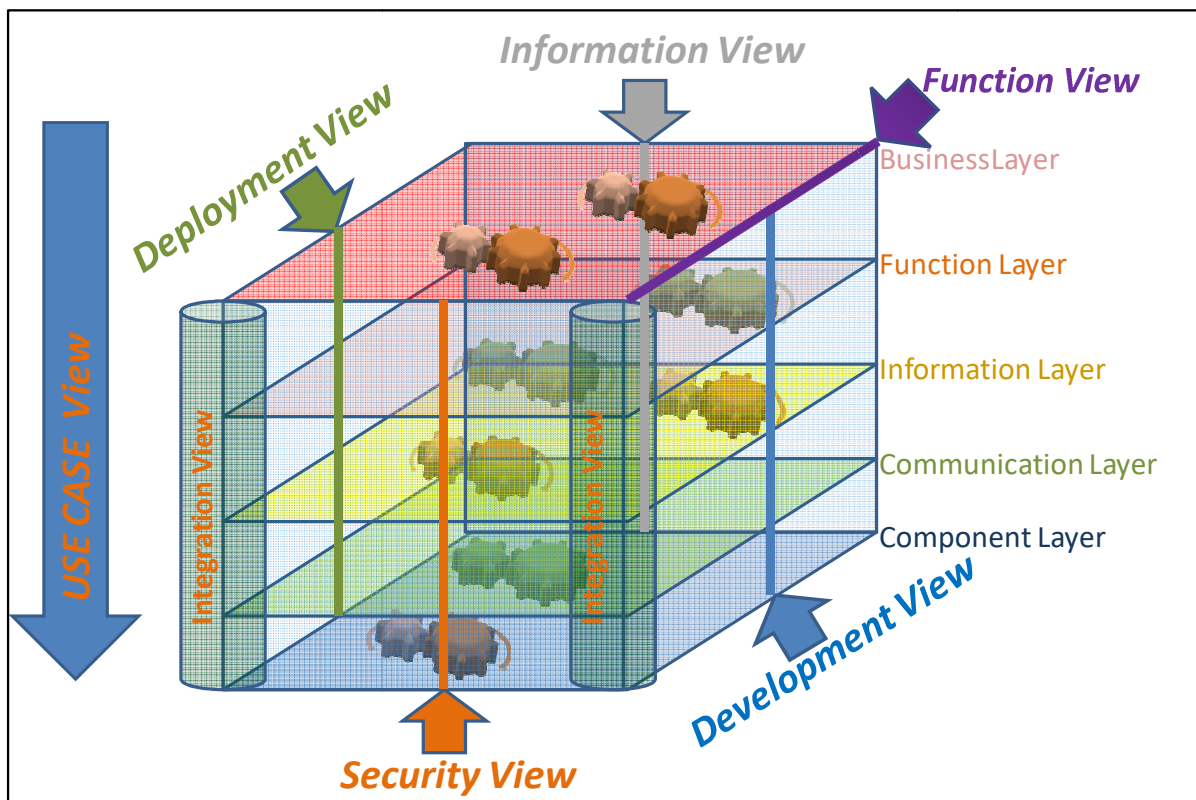 Information View
Function View
Deployment View
BusinessLayer
Function Layer
Information Layer
Communication Layer
Component Layer
USE CASE View
Integration View
Integration View
Development View
Security View